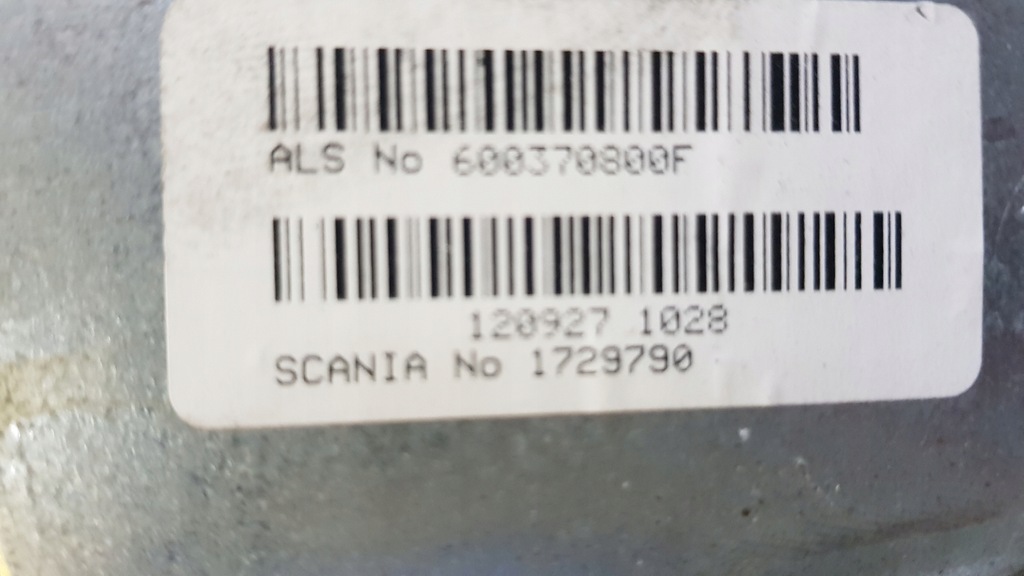 ALS No 600370800F
120927 1028
SCANIA No 1729790